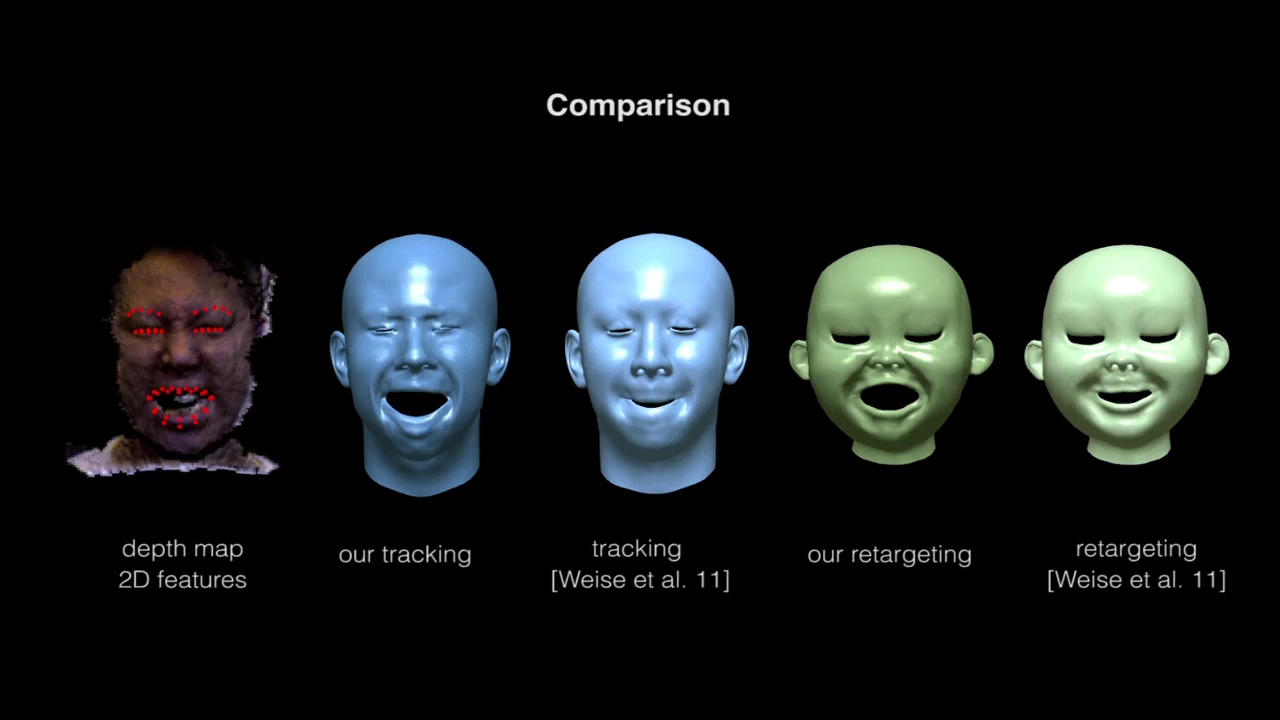 Comparison
depth map
2D features
our tracking
tracking
[Weise et al. 11]
our retargeting
retargeting
[Weise et al. 11]